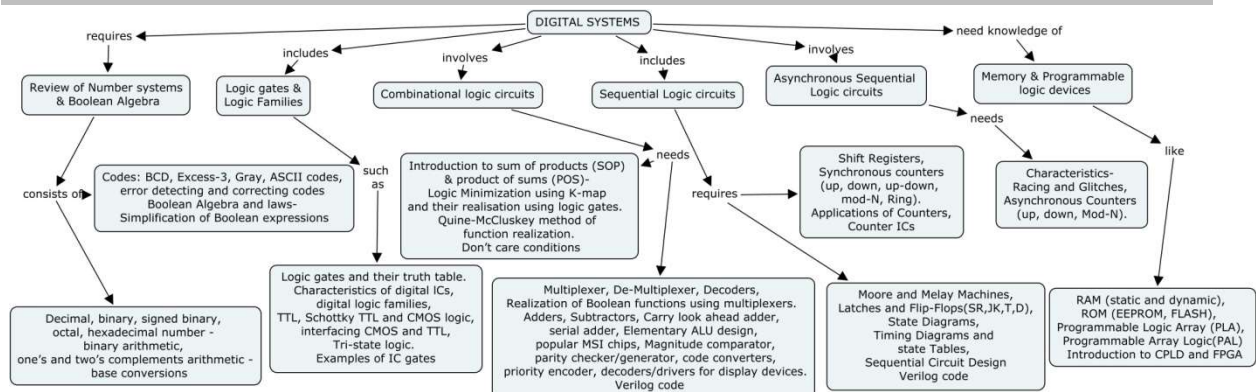 DIGITAL SYSTEMS
requires
includes
involves
includes
involves
need knowledge of
Review of Number systems
& Boolean Algebra
Logic gates &
Logic Families
Combinational logic circuits
Sequential Logic circuits
Asynchronous Sequential
Logic circuits
Memory & Programmable
logic devices
consists of
such
as
needs
requires
needs
like
Codes: BCD, Excess-3, Gray, ASCII codes,
error detecting and correcting codes
Boolean Algebra and laws-
Simplification of Boolean expressions
Introduction to sum of products (SOP)
& product of sums (POS)-
Logic Minimization using K-map
and their realisation using logic gates.
Quine-McCluskey method of
function realization.
Don't care conditions
Shift Registers,
Synchronous counters
(up, down, up-down,
mod-N, Ring).
Applications of Counters,
Counter ICs
Characteristics-
Racing and Glitches,
Asynchronous Counters
(up, down, Mod-N).
Decimal, binary, signed binary,
octal, hexadecimal number -
binary arithmetic,
one's and two's complements arithmetic -
base conversions
Logic gates and their truth table.
Characteristics of digital ICs,
digital logic families,
TTL, Schottky TTL and CMOS logic,
interfacing CMOS and TTL,
Tri-state logic.
Examples of IC gates
Multiplexer, De-Multiplexer, Decoders,
Realization of Boolean functions using multiplexers.
Adders, Subtractors, Carry look ahead adder,
serial adder, Elementary ALU design,
popular MSI chips, Magnitude comparator,
parity checker/generator, code converters,
priority encoder, decoders/drivers for display devices.
Verilog code
Moore and Melay Machines,
Latches and Flip-Flops(SR,JK,T,D),
State Diagrams,
Timing Diagrams and
state Tables,
Sequential Circuit Design
Verilog code
RAM (static and dynamic),
ROM (EEPROM, FLASH),
Programmable Logic Array (PLA),
Programmable Array Logic(PAL)
Introduction to CPLD and FPGA